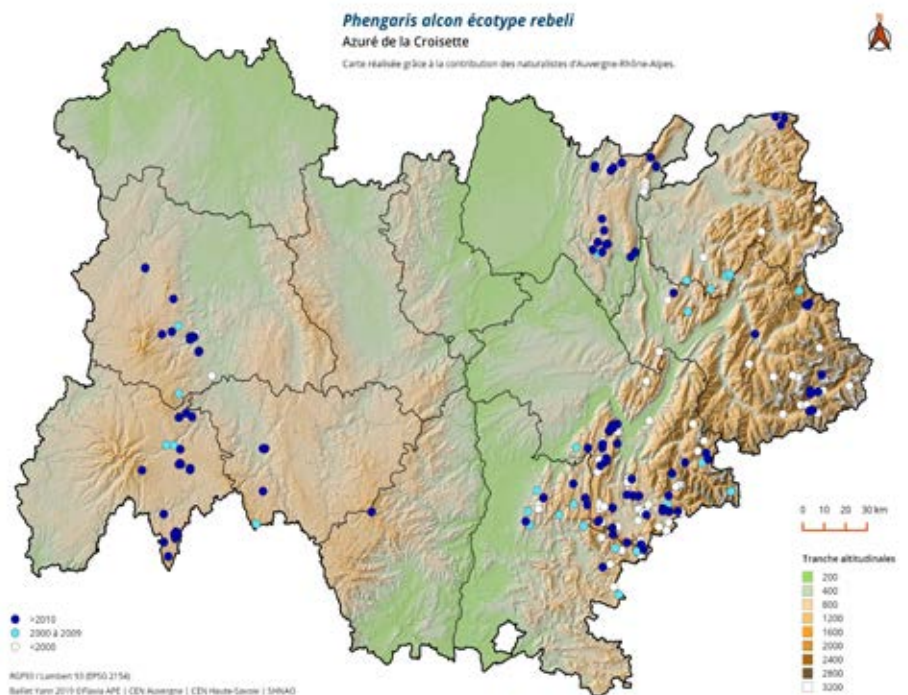 Phengaris alcon écotype rebeli
Azuré de la Croisette
Carte réalisée grâce à la contribution des naturalistes d'Auvergne-Rhône-Alpes.
0 10 20 30 km
Tranche altitudinales
200
400
800
1200
1600
2000
2400
2800
3200
>2010
2000 à 2009
<2000
RGF93 / Lambert 93 (EPSG:2154)
Baillet Yann 2019 ©Flavia APE | CEN Auvergne | CEN Haute-Savoie | SHNAO